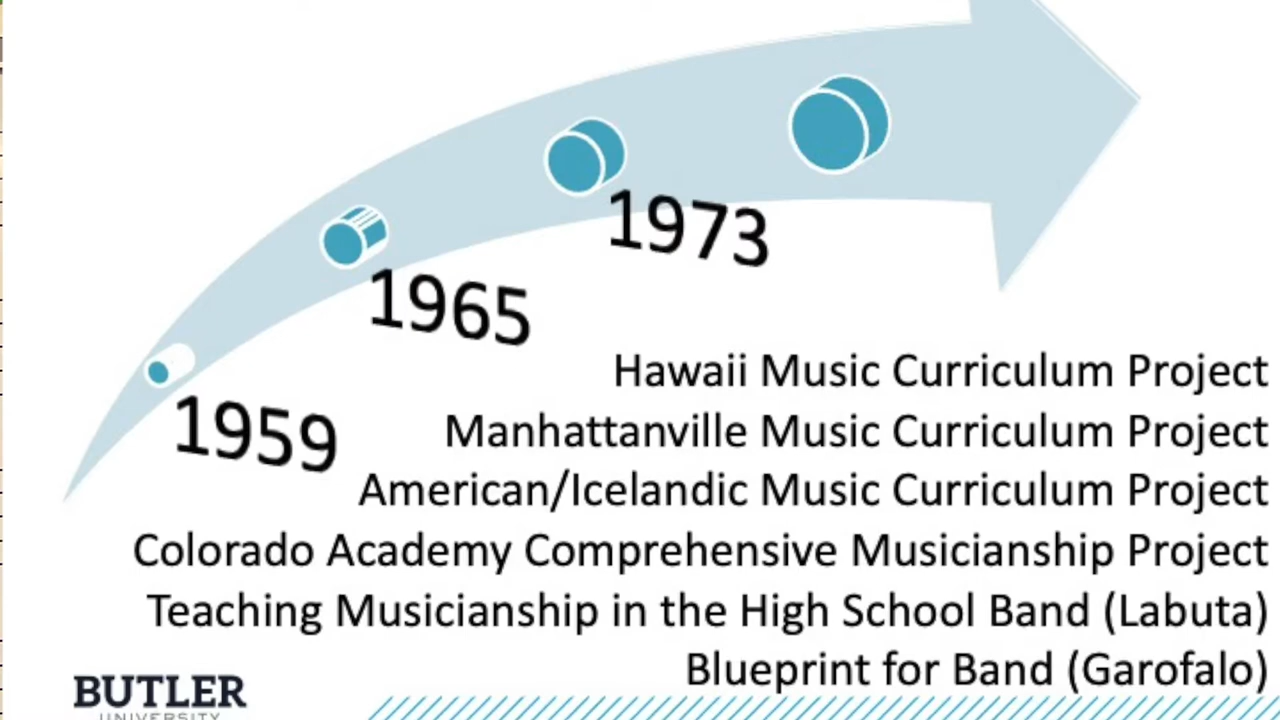 1973
1965
1959
Hawaii Music Curriculum Project
Manhattanville Music Curriculum Project
American/Icelandic Music Curriculum Project
Colorado Academy Comprehensive Musicianship Project
Teaching Musicianship in the High School Band (Labuta)
Blueprint for Band (Garofalo)
BUTLER
UNIVERSITY